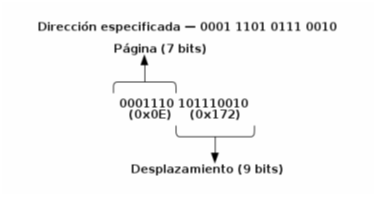 Dirección especificada — 0001 1101 0111 0010
Página (7 bits)
0001110 101110010
(0x0E) (0x172)
Desplazamiento (9 bits)